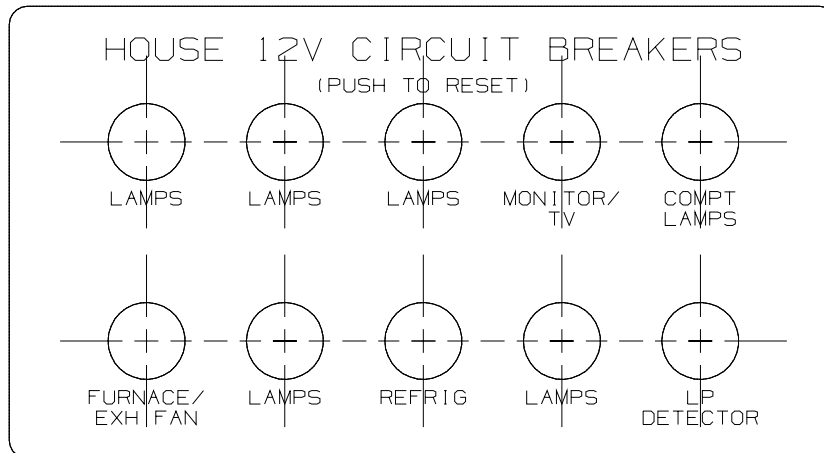 HOUSE 12V CIRCUIT BREAKERS
(PUSH TO RESET)
LAMPS LAMPS LAMPS MONITOR/ COMPT
TV LAMPS
FURNACE/ LAMPS REFRIG LAMPS LP
EXH FAN DETECTOR